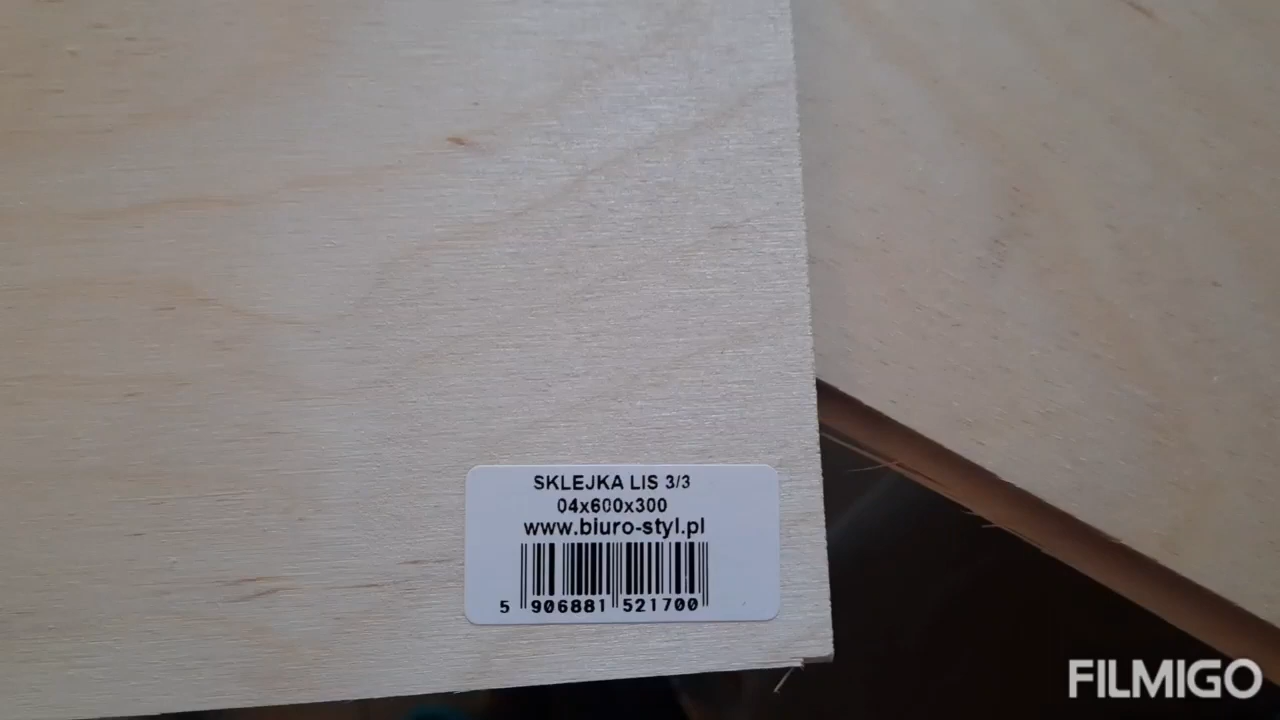 SKLEJKA LIS 3/3
04x600x300
www.biuro-styl.pl
5 906881 521700
FILMIGO